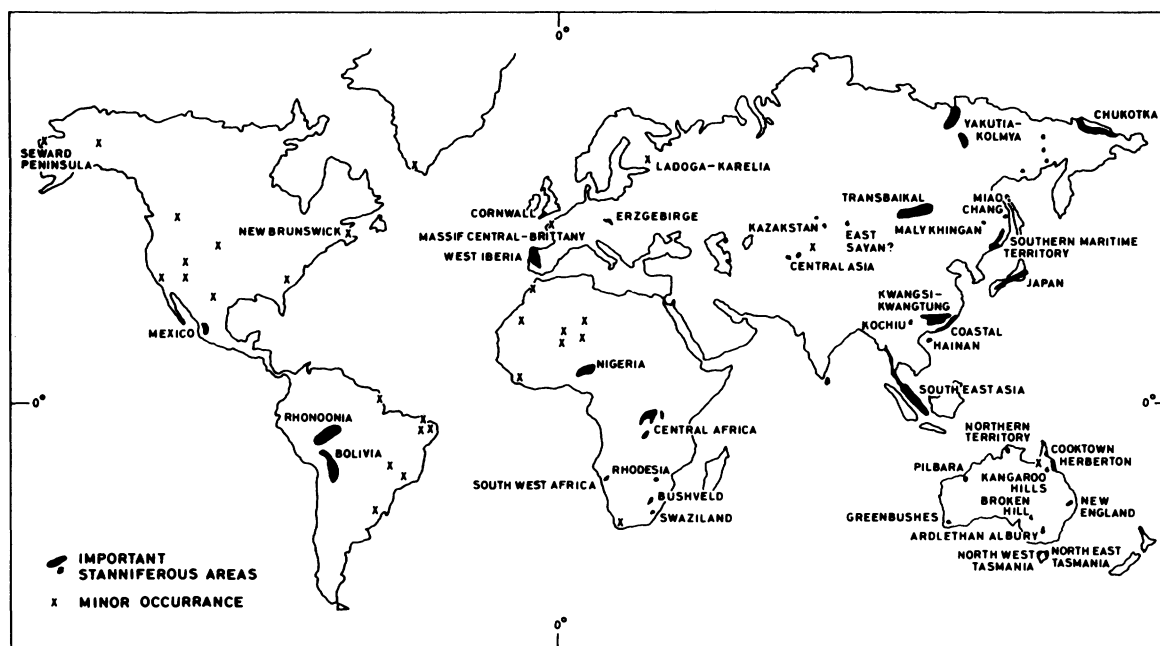 0°
CHUKOTKA
YAKUTIA-
KOLMYA
SEWARD
PENINSULA
LADOGA-KARELIA
TRANSBAIKAL
MIAO
CHANG
CORNWALL
ERZGEBIRGE
KAZAKSTAN
MALY KHINGAN
NEW BRUNSWICK
EAST
SAYAN?
MASSIF CENTRAL-BRITTANY
SOUTHERN MARITIME
TERRITORY
WEST IBERIA
CENTRAL ASIA
JAPAN
KWANGSI-
KWANGTUNG
MEXICO
KOCHIU
COASTAL
HAINAN
NIGERIA
SOUTH EAST ASIA
0°
0°
RHONOONIA
CENTRAL AFRICA
NORTHERN
TERRITORY
BOLIVIA
COOKTOWN
HERBERTON
PILBARA
RHODESIA
KANGAROO
HILLS
SOUTH WEST AFRICA
BUSHVELD
BROKEN
HILL
NEW
ENGLAND
SWAZILAND
GREENBUSHES
ARDLETHAN ALBURY
NORTH WEST
TASMANIA
NORTH EAST
TASMANIA
IMPORTANT
STANNIFEROUS AREAS
x MINOR OCCURRANCE
0°